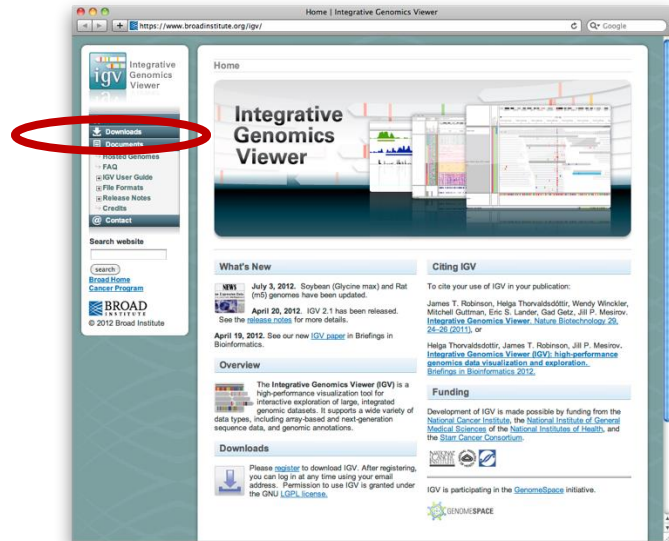 Home | Integrative Genomics Viewer
https://www.broadinstitute.org/igv/
Google
igv
Integrative
Genomics
Viewer
Downloads
Documents
Hosted Genomes
FAQ
IGV User Guide
File Formats
Release Notes
Credits
@ Contact
Search website
search
Broad Home
Cancer Program
BROAD
INSTITUTE
© 2012 Broad Institute
Home
Integrative
Genomics
Viewer
What's New
NEWS
July 3, 2012. Soybean (Glycine max) and Rat
(m5) genomes have been updated.
April 20, 2012. IGV 2.1 has been released.
See the release notes for more details.
April 19, 2012. See our new IGV paper in Briefings in
Bioinformatics.
Overview
The Integrative Genomics Viewer (IGV) is a
high-performance visualization tool for
interactive exploration of large, integrated
genomic datasets. It supports a wide variety of
data types, including array-based and next-generation
sequence data, and genomic annotations.
Downloads
Please register to download IGV. After registering,
you can log in at any time using your email
address. Permission to use IGV is granted under
the GNU LGPL license.
Citing IGV
To cite your use of IGV in your publication:
James T. Robinson, Helga Thorvaldsdóttir, Wendy Winckler,
Mitchell Guttman, Eric S. Lander, Gad Getz, Jill P. Mesirov.
Integrative Genomics Viewer. Nature Biotechnology 29,
24–26 (2011), or
Helga Thorvaldsdóttir, James T. Robinson, Jill P. Mesirov.
Integrative Genomics Viewer (IGV): high-performance
genomics data visualization and exploration.
Briefings in Bioinformatics 2012.
Funding
Development of IGV is made possible by funding from the
National Cancer Institute, the National Institute of General
Medical Sciences of the National Institutes of Health, and
the Starr Cancer Consortium.
NATIONAL
CANCER
INSTITUTE
IGV is participating in the GenomeSpace initiative.
GENOMESPACE